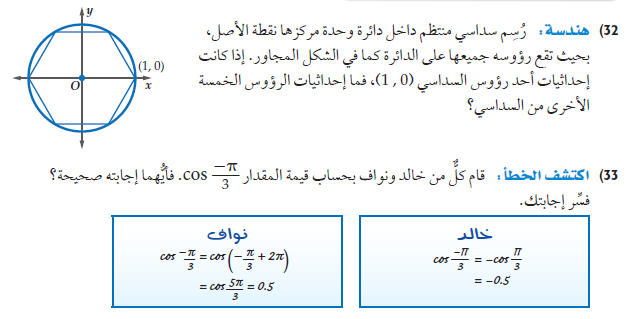 32) هندسة: رُسِم سداسي منتظم داخل دائرة وحدة مركزها نقطة الأصل،
بحيث تقع رؤوسه جميعها على الدائرة كما في الشكل المجاور. إذا كانت
إحداثيات أحد رؤوس السداسي (1, 0)، فما إحداثيات الرؤوس الخمسة
الأخرى من السداسي؟
y
(1, 0)
O
x
33) اكتشف الخطأ: قام كلٌّ من خالد ونواف بحساب قيمة المقدار cos −π/3. فأيُّهما إجابته صحيحة؟
فسِّر إجابتك.
خالد
cos −π/3 = −cos π/3
= −0.5
نواف
cos −π/3 = cos(−π/3 + 2π)
= cos 5π/3 = 0.5